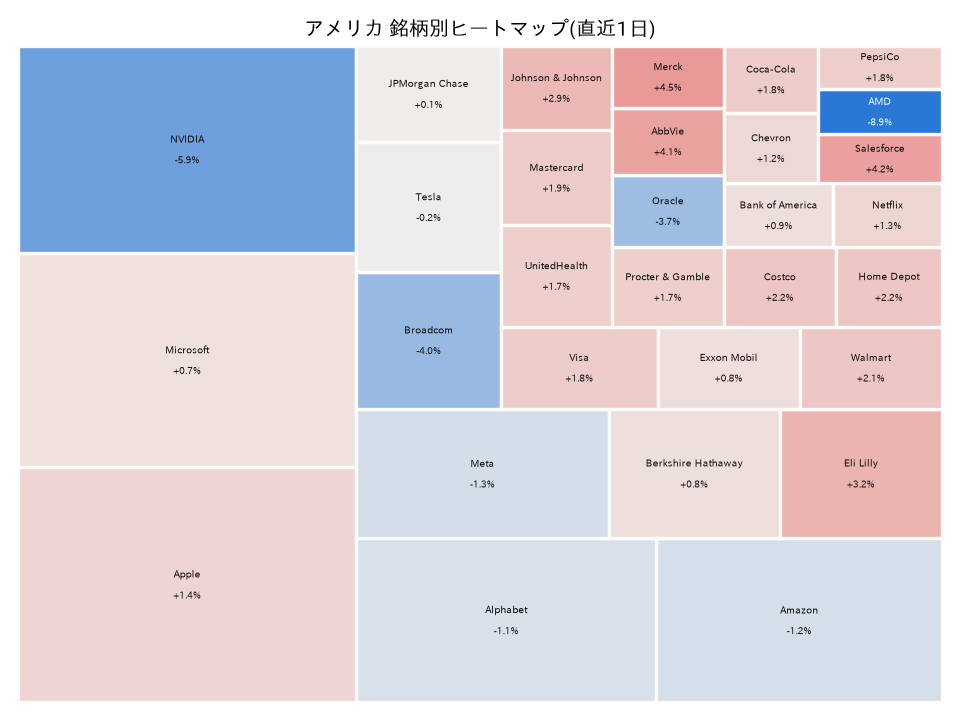 アメリカ 銘柄別ヒートマップ(直近1日)
NVIDIA
-5.9%
Microsoft
+0.7%
Apple
+1.4%
JPMorgan Chase
+0.1%
Tesla
-0.2%
Broadcom
-4.0%
Johnson & Johnson
+2.9%
Mastercard
+1.9%
UnitedHealth
+1.7%
Merck
+4.5%
AbbVie
+4.1%
Oracle
-3.7%
Procter & Gamble
+1.7%
Coca-Cola
+1.8%
Chevron
+1.2%
PepsiCo
+1.8%
AMD
-8.9%
Salesforce
+4.2%
Bank of America
+0.9%
Netflix
+1.3%
Costco
+2.2%
Home Depot
+2.2%
Visa
+1.8%
Exxon Mobil
+0.8%
Walmart
+2.1%
Meta
-1.3%
Berkshire Hathaway
+0.8%
Eli Lilly
+3.2%
Alphabet
-1.1%
Amazon
-1.2%